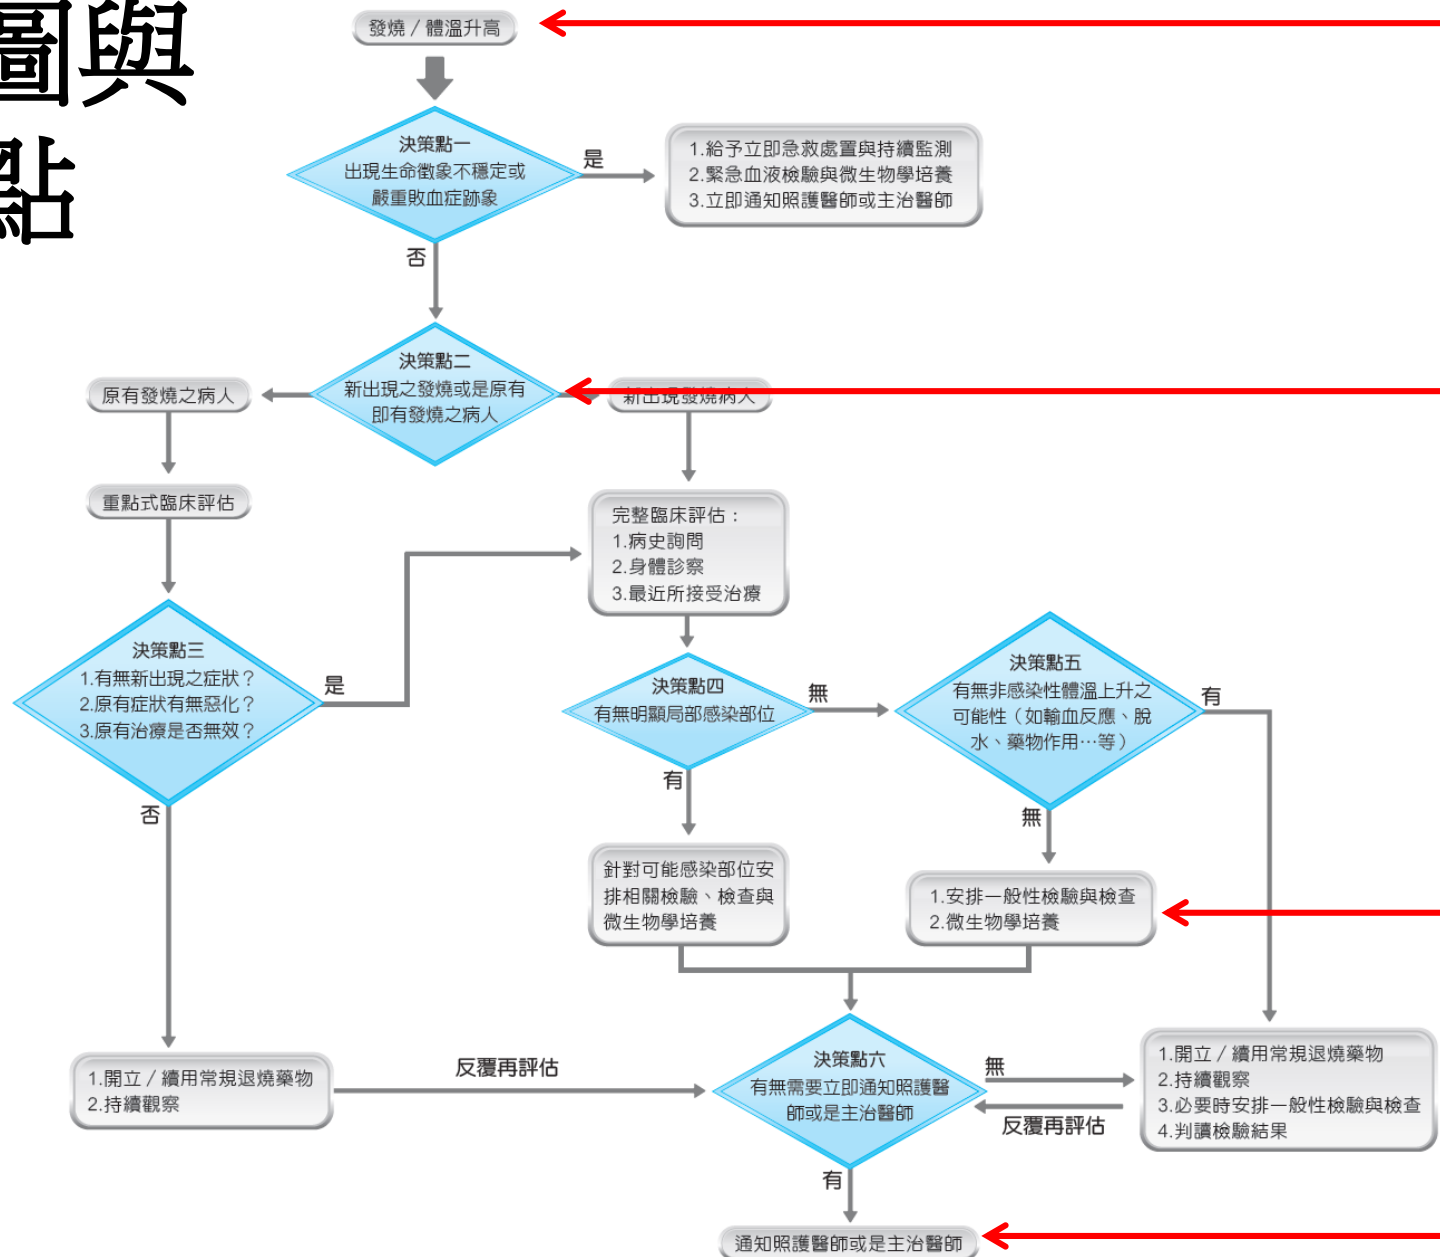 圖與
點
發燒／體溫升高
決策點一
出現生命徵象不穩定或
嚴重敗血症跡象
是
1.給予立即急救處置與持續監測
2.緊急血液檢驗與微生物學培養
3.立即通知照護醫師或主治醫師
否
決策點二
新出現之發燒或是原有
即有發燒之病人
原有發燒之病人
新出現發燒病人
重點式臨床評估
完整臨床評估：
1.病史詢問
2.身體診察
3.最近所接受治療
決策點三
1.有無新出現之症狀？
2.原有症狀有無惡化？
3.原有治療是否無效？
是
否
決策點四
有無明顯局部感染部位
無
有
決策點五
有無非感染性體溫上升之
可能性（如輸血反應、脫
水、藥物作用…等）
有
無
針對可能感染部位安
排相關檢驗、檢查與
微生物學培養
1.安排一般性檢驗與檢查
2.微生物學培養
1.開立／續用常規退燒藥物
2.持續觀察
反覆再評估
決策點六
有無需要立即通知照護醫
師或是主治醫師
無
反覆再評估
有
1.開立／續用常規退燒藥物
2.持續觀察
3.必要時安排一般性檢驗與檢查
4.判讀檢驗結果
通知照護醫師或是主治醫師